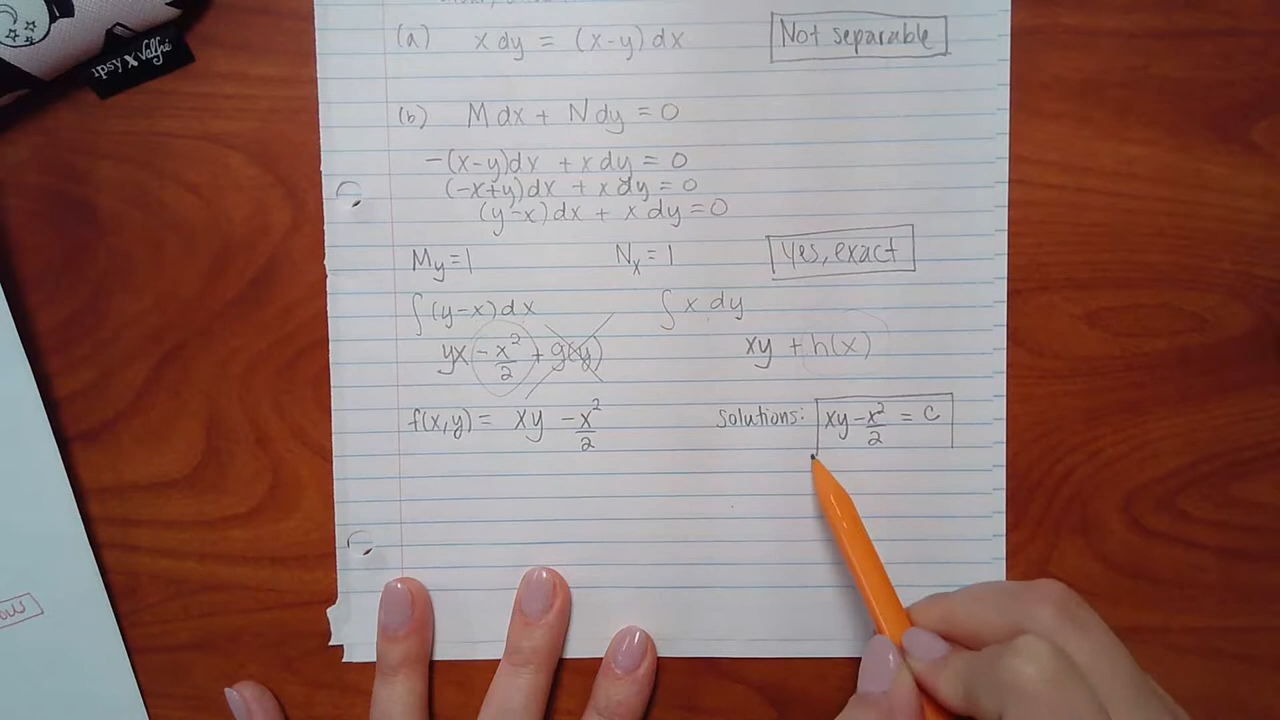 ipsy x Valfré
(a) x dy = (x-y) dx Not separable
(b) M dx + N dy = 0
-(x-y)dx + x dy = 0
(-x+y)dx + x dy = 0
(y-x)dx + x dy = 0
My=1 Nx=1 Yes, exact
∫(y-x)dx ∫x dy
yx - x²/2 + g(y) xy + h(x)
f(x,y) = xy - x²/2 solutions: xy - x²/2 = C